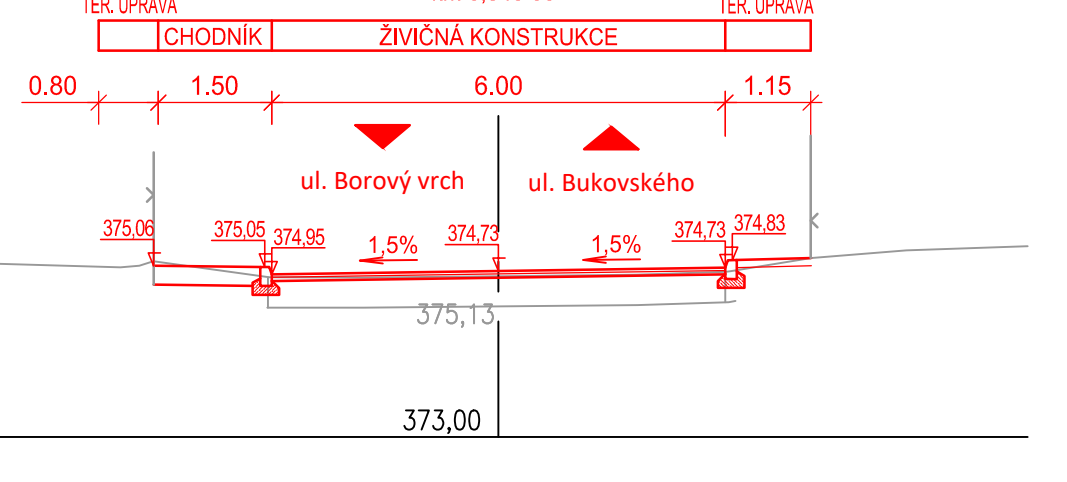 TER. ÚPRAVA
TER. ÚPRAVA
CHODNÍK
ŽIVIČNÁ KONSTRUKCE
0.80
1.50
6.00
1.15
ul. Borový vrch
ul. Bukovského
375,06
375,05
374,95
1,5%
374,73
1,5%
374,73
374,83
375,13
373,00